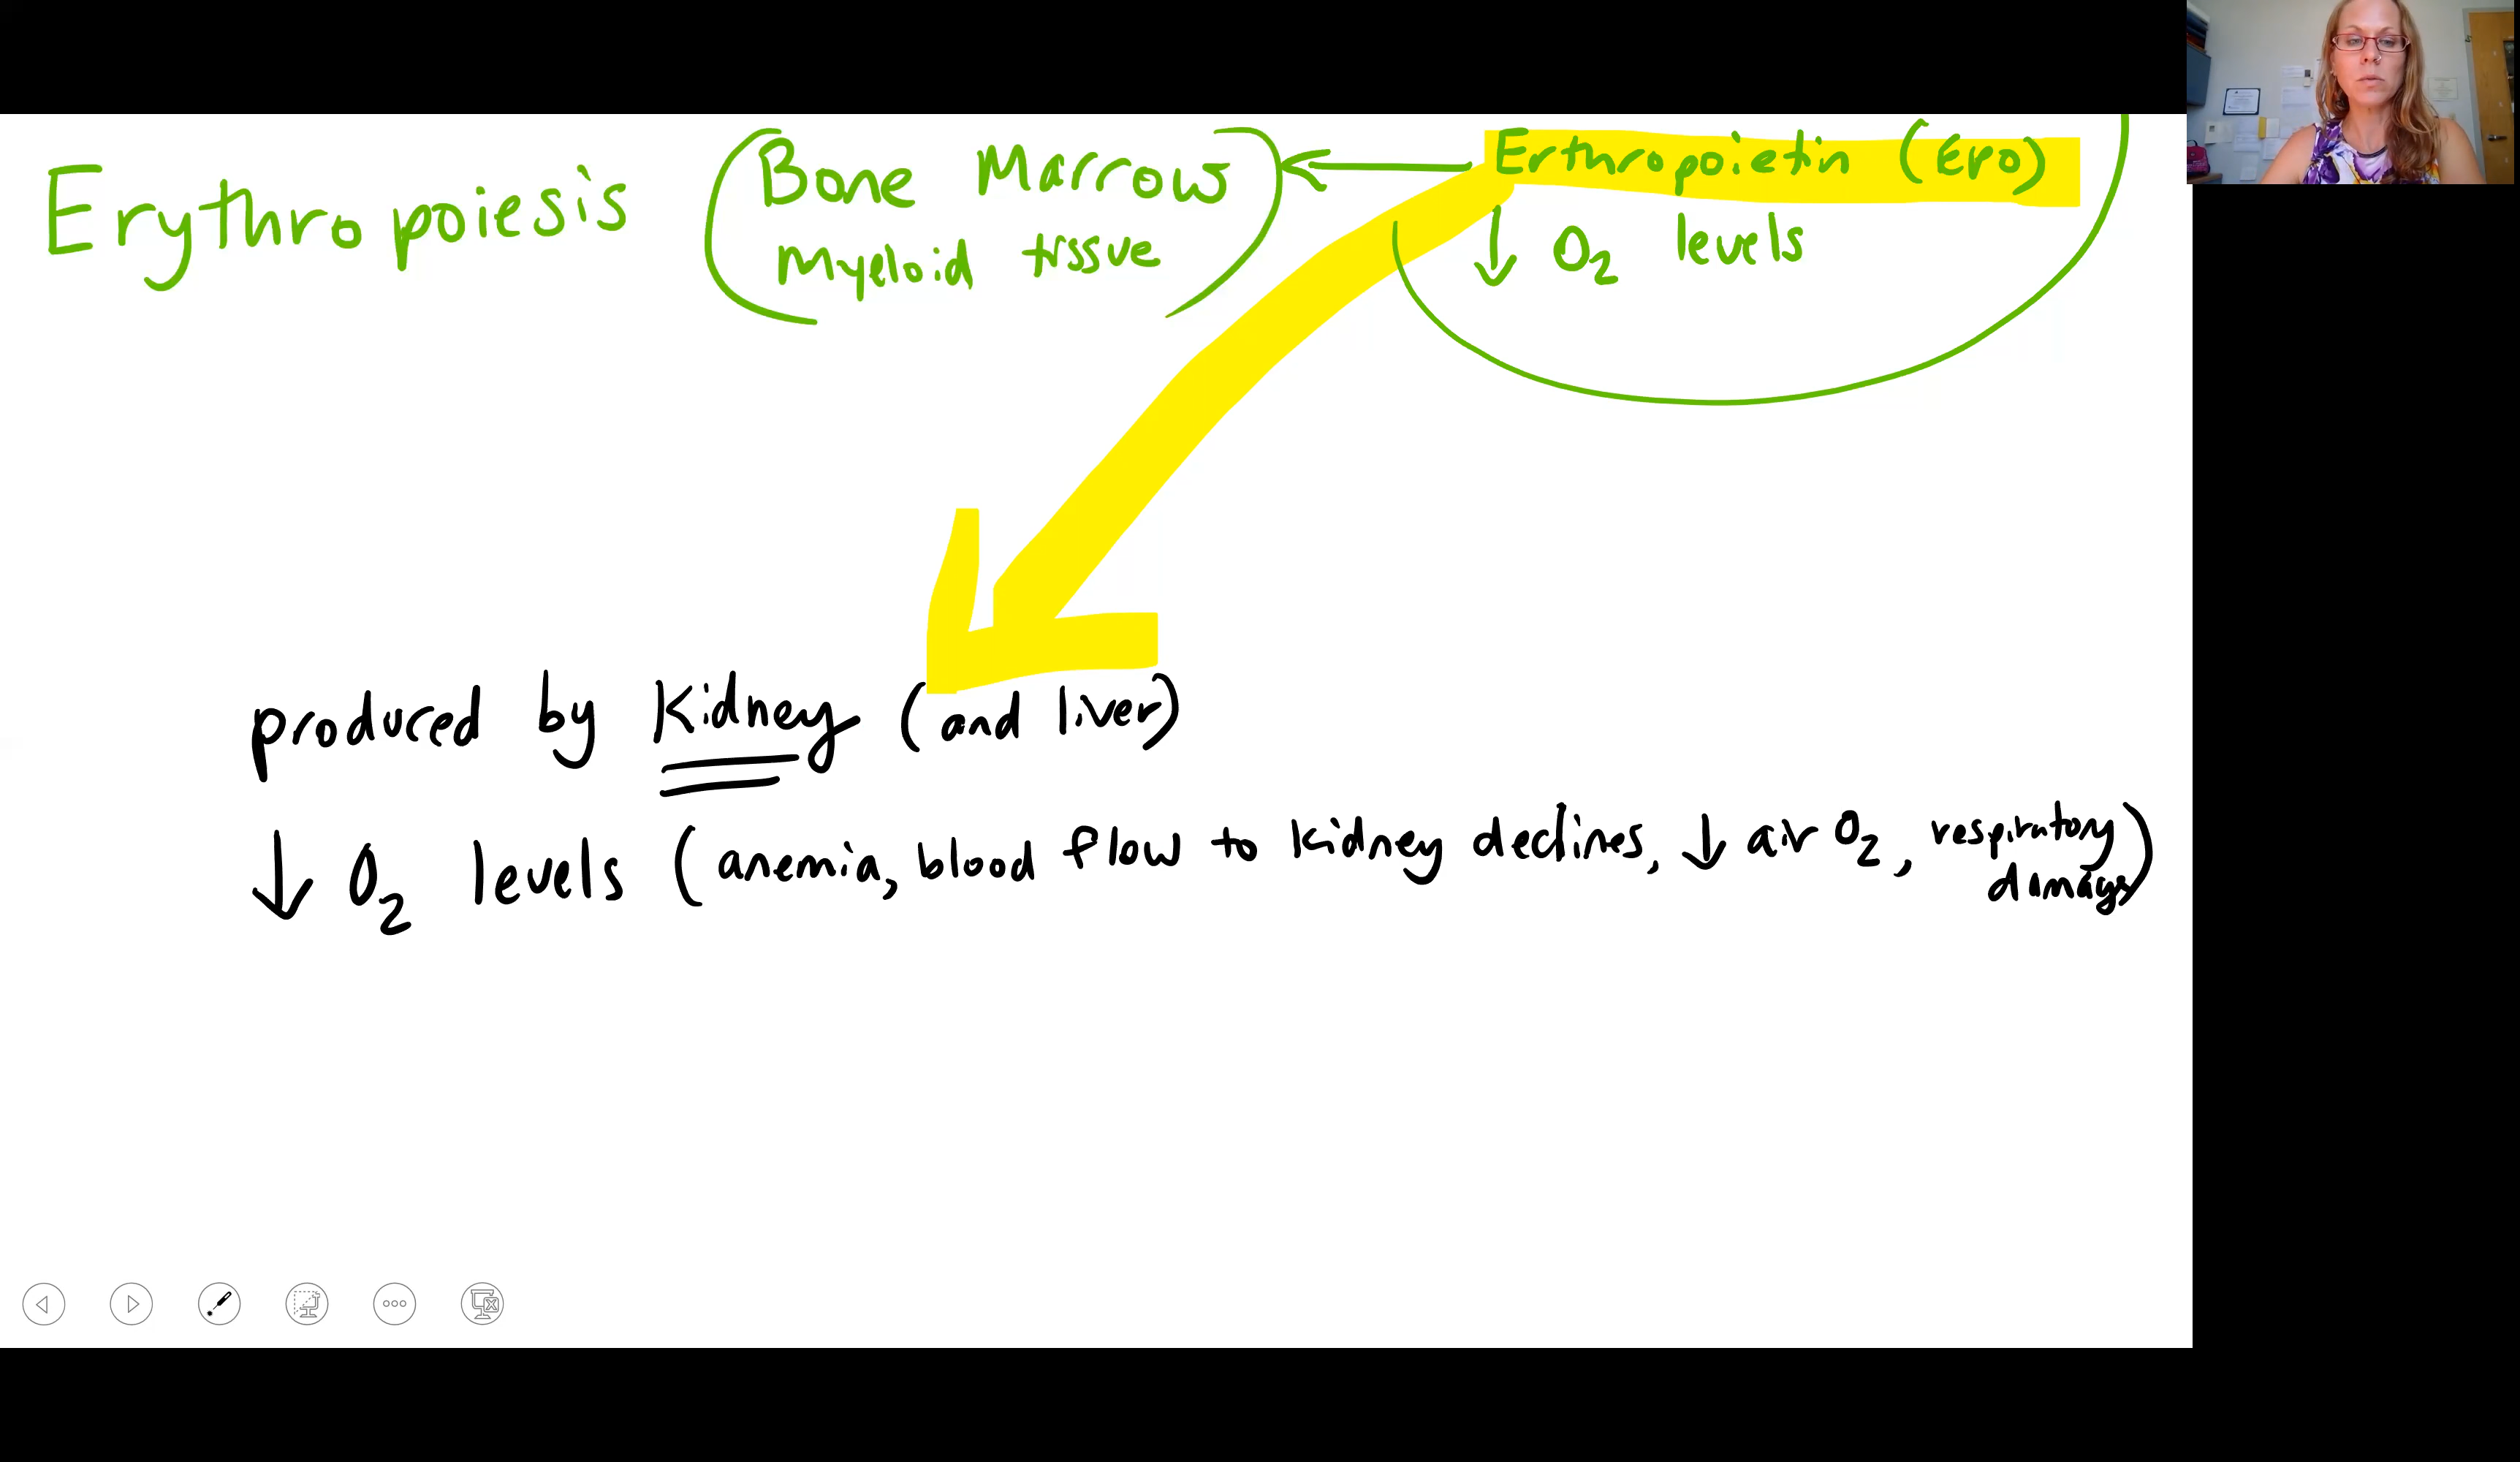 Erythropoiesis
Bone Marrow
Myeloid tissue
Erthropoietin (EPO)
↓ O2 levels
produced by Kidney (and liver)
↓ O2 levels (anemia, blood flow to kidney declines, ↓ air O2, respiratory
damage)